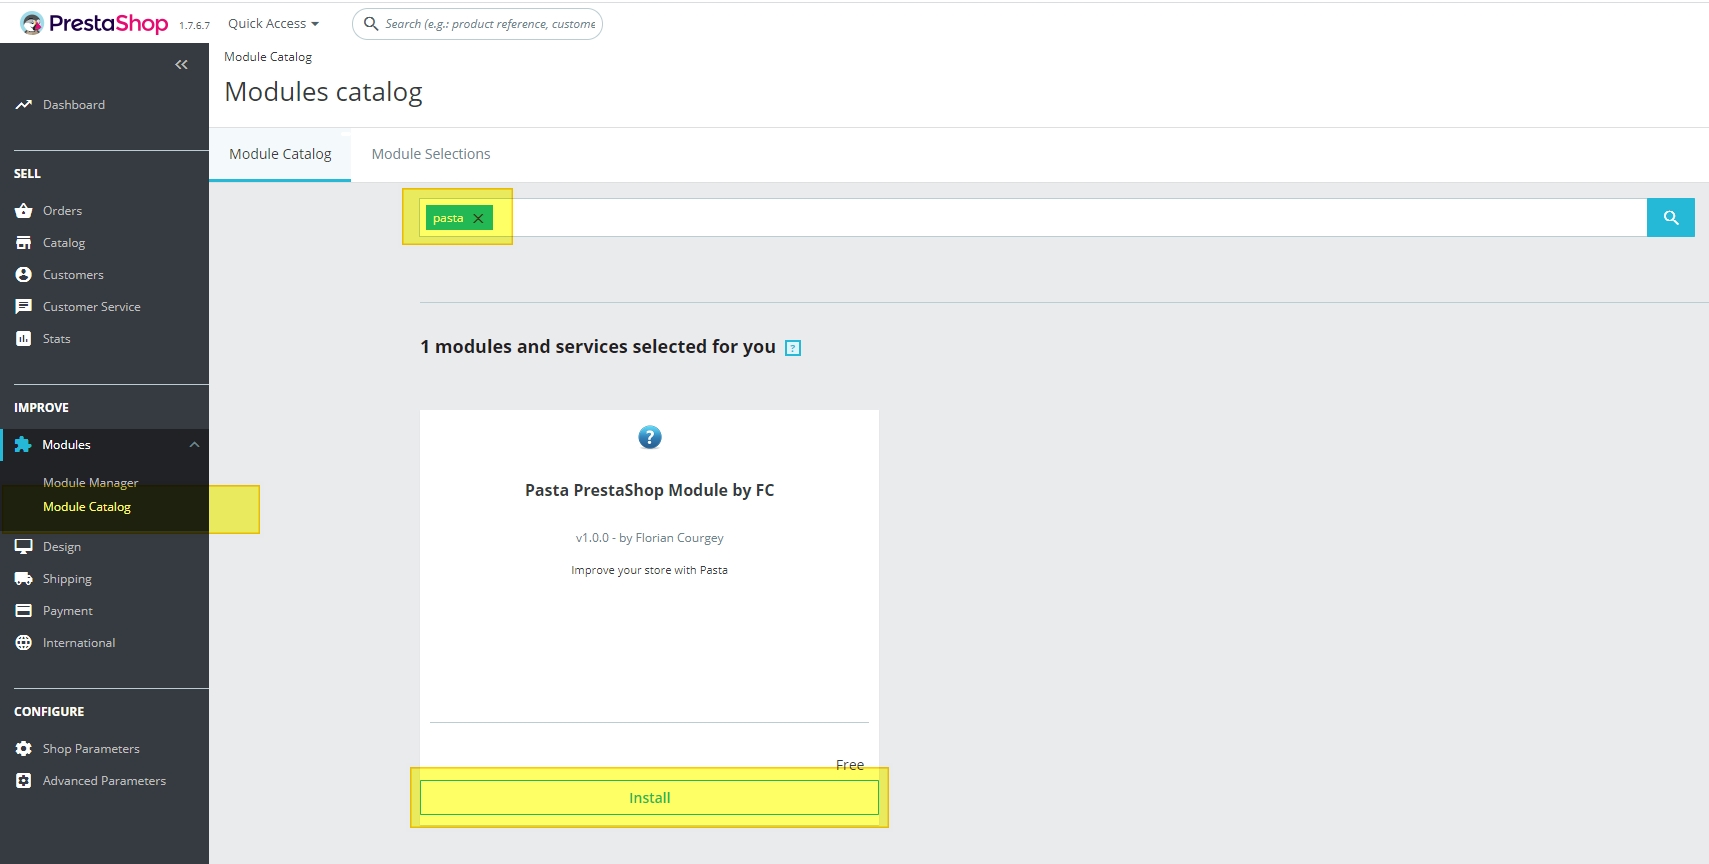 PrestaShop 1.7.6.7 Quick Access Search (e.g.: product reference, custome
Module Catalog
Modules catalog
Dashboard
Module Catalog Module Selections
SELL
Orders
Catalog
Customers
Customer Service
Stats
pasta
1 modules and services selected for you ?
IMPROVE
Modules
Module Manager
Module Catalog
Design
Shipping
Payment
International
?
Pasta PrestaShop Module by FC
v1.0.0 - by Florian Courgey
Improve your store with Pasta
Free
Install
CONFIGURE
Shop Parameters
Advanced Parameters